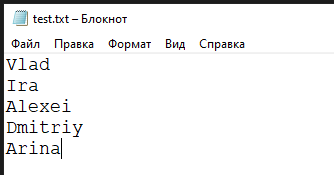 test.txt – Блокнот
Файл Правка Формат Вид Справка
Vlad
Ira
Alexei
Dmitriy
Arina